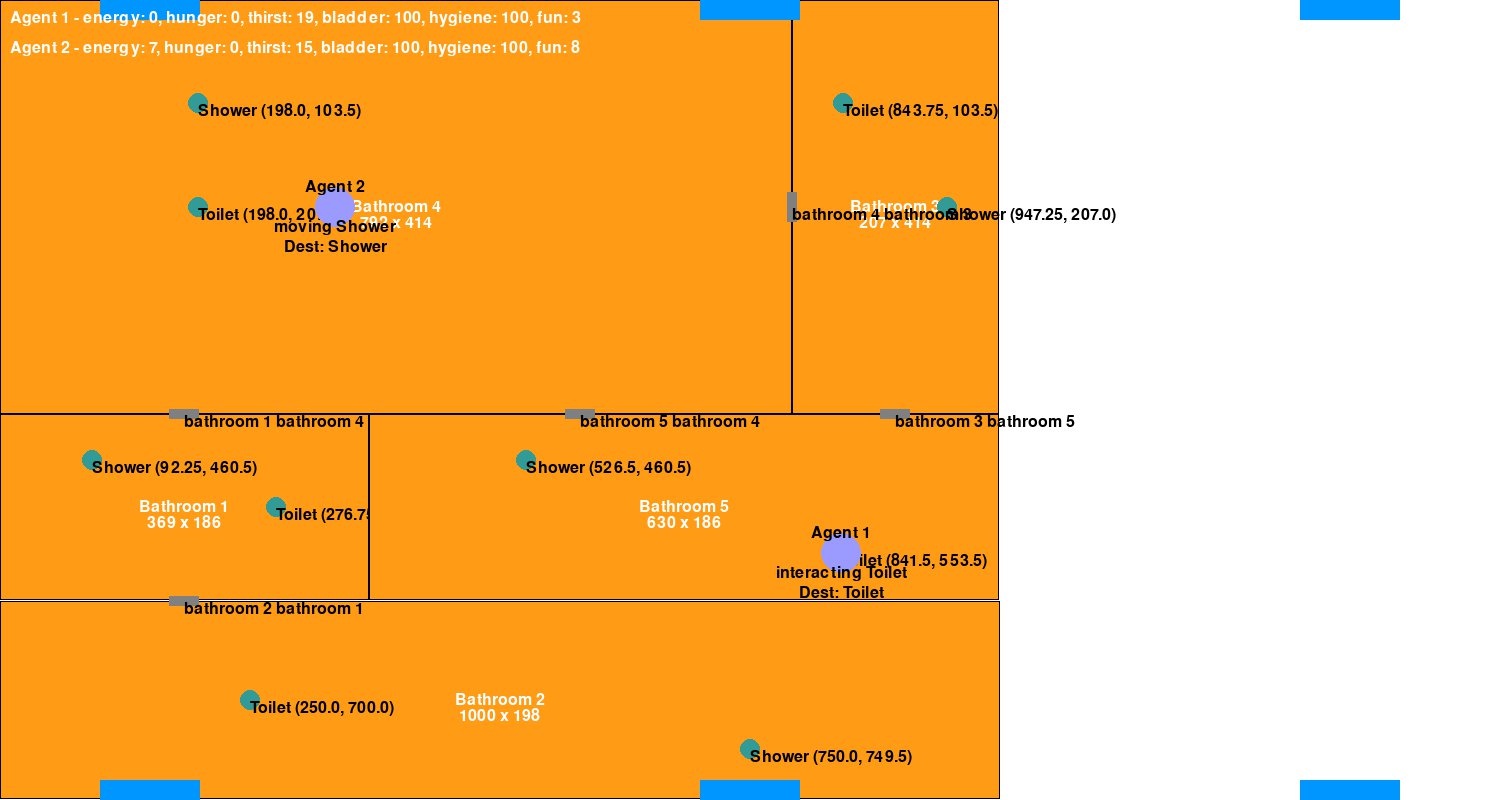 Agent 1 - energy: 0, hunger: 0, thirst: 19, bladder: 100, hygiene: 100, fun: 3
Agent 2 - energy: 7, hunger: 0, thirst: 15, bladder: 100, hygiene: 100, fun: 8
Shower (198.0, 103.5)
Toilet (843.75, 103.5)
Agent 2
Toilet (198.0, 20
Bathroom 4
792 x 414
moving Shower
Dest: Shower
bathroom 4 bathroom 3
Bathroom 3
207 x 414
Shower (947.25, 207.0)
bathroom 1 bathroom 4
bathroom 5 bathroom 4
bathroom 3 bathroom 5
Shower (92.25, 460.5)
Shower (526.5, 460.5)
Bathroom 1
369 x 186
Toilet (276.75
Bathroom 5
630 x 186
Agent 1
ilet (841.5, 553.5)
interacting Toilet
Dest: Toilet
bathroom 2 bathroom 1
Toilet (250.0, 700.0)
Bathroom 2
1000 x 198
Shower (750.0, 749.5)